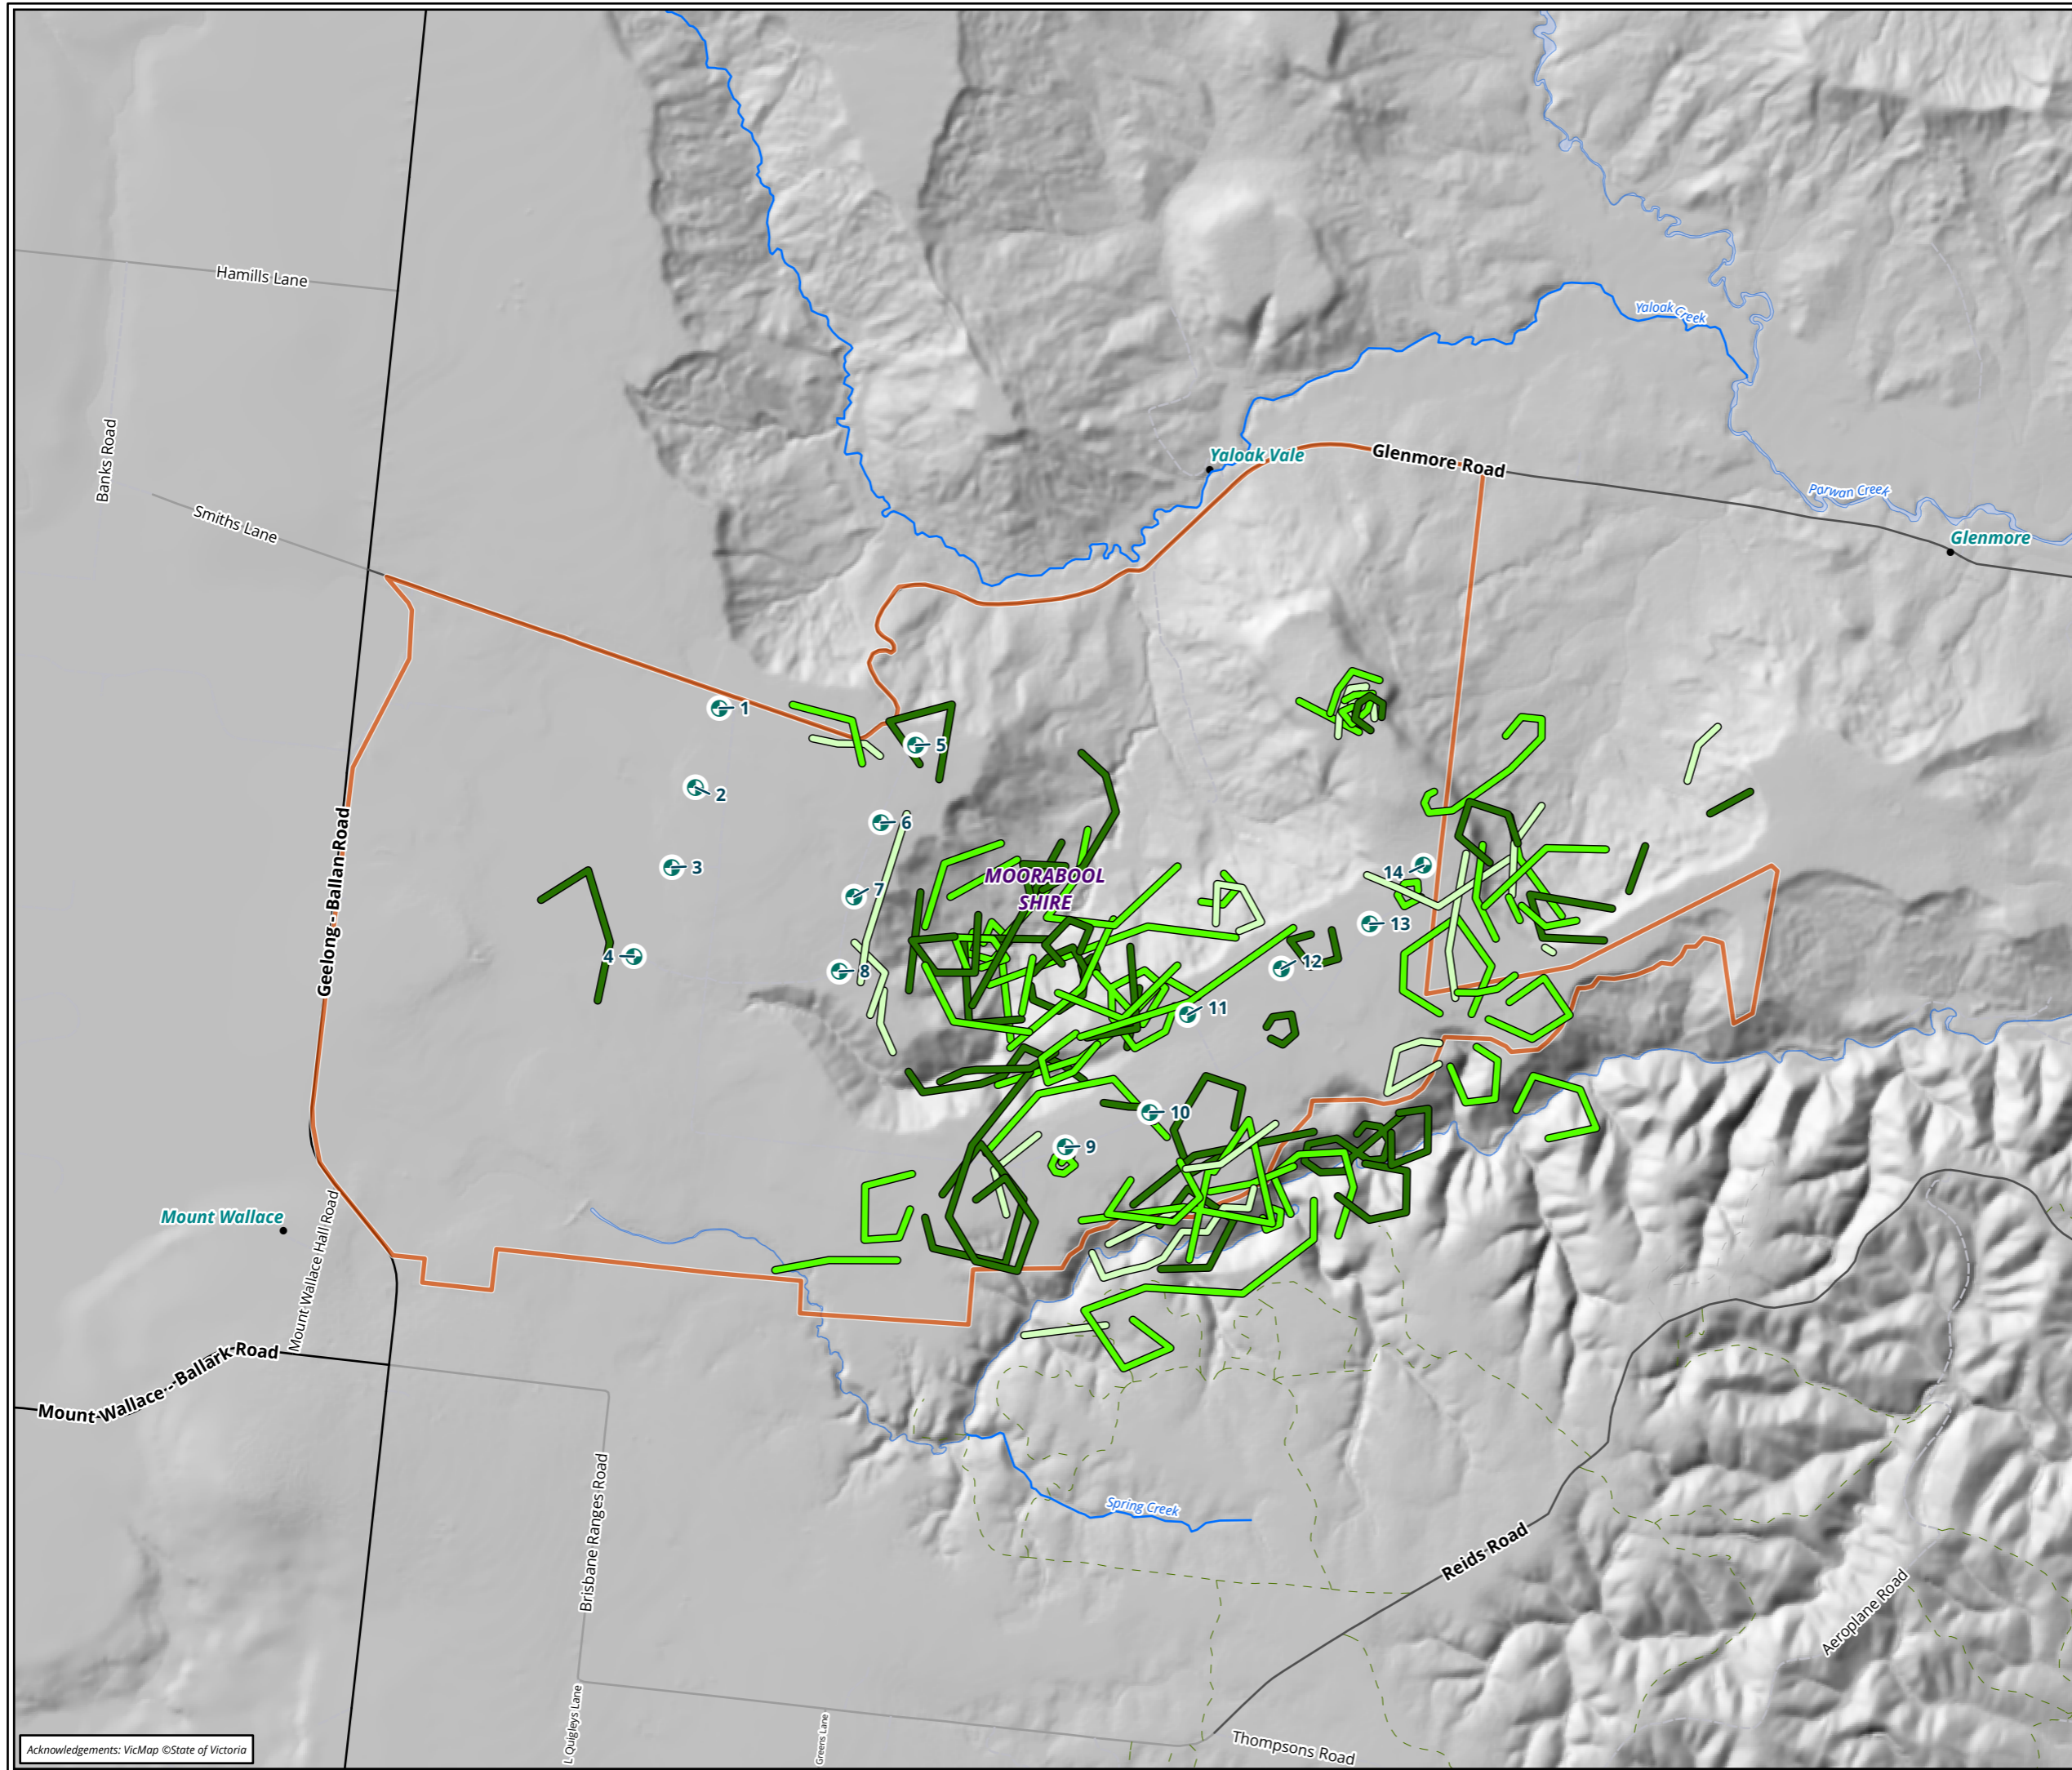 Hamills Lane
Yaloak Creek
Banks Road
Yaloak Vale
Glenmore Road
Parwan Creek
Smiths Lane
Glenmore
1
5
2
6
3
14
MOORABOOL
SHIRE
7
13
Geelong - Ballan Road
4
8
12
11
10
9
Mount Wallace
Mount Wallace Hall Road
Mount Wallace - Ballark Road
Brisbane Ranges Road
Spring Creek
Reids Road
Aeroplane Road
L Quigleys Lane
Greens Lane
Thompsons Road
Acknowledgements: VicMap ©State of Victoria